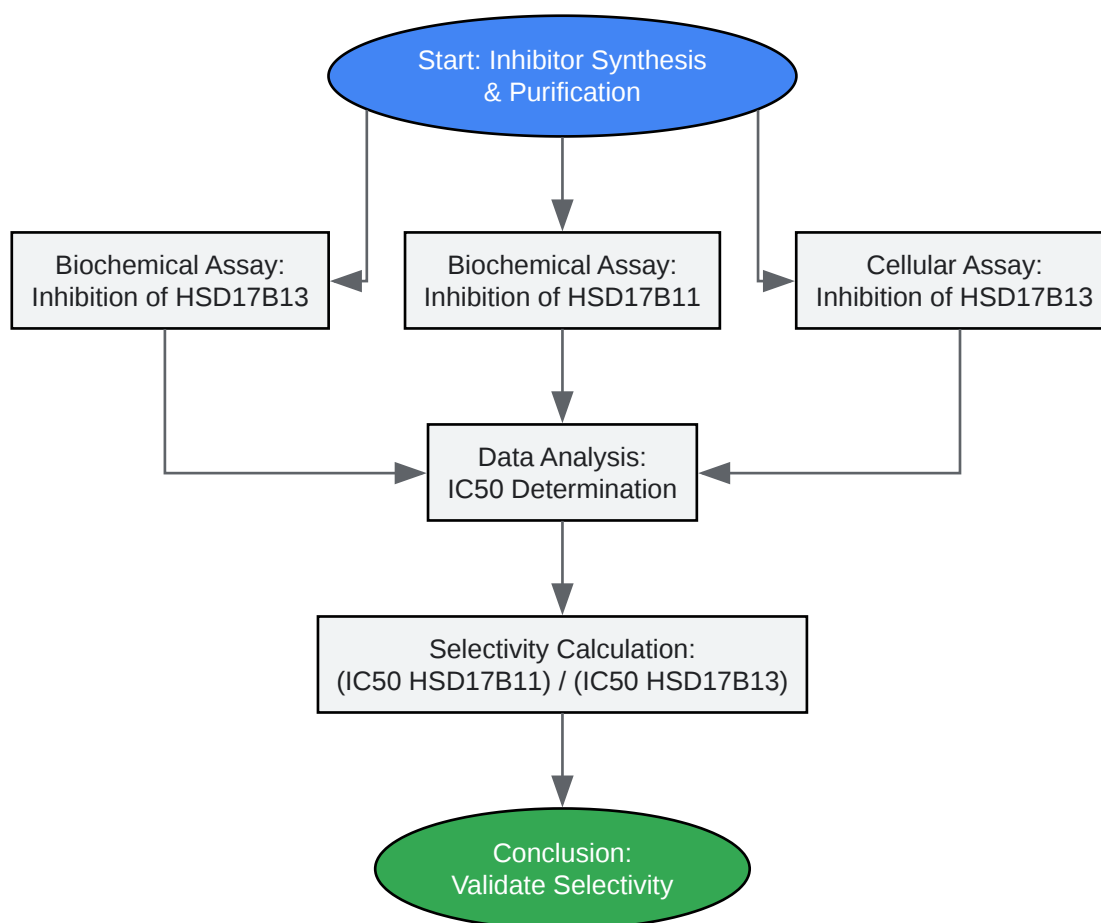 Start: Inhibitor Synthesis
& Purification
Biochemical Assay:
Inhibition of HSD17B13
Biochemical Assay:
Inhibition of HSD17B11
Cellular Assay:
Inhibition of HSD17B13
Data Analysis:
IC50 Determination
Selectivity Calculation:
(IC50 HSD17B11) / (IC50 HSD17B13)
Conclusion:
Validate Selectivity